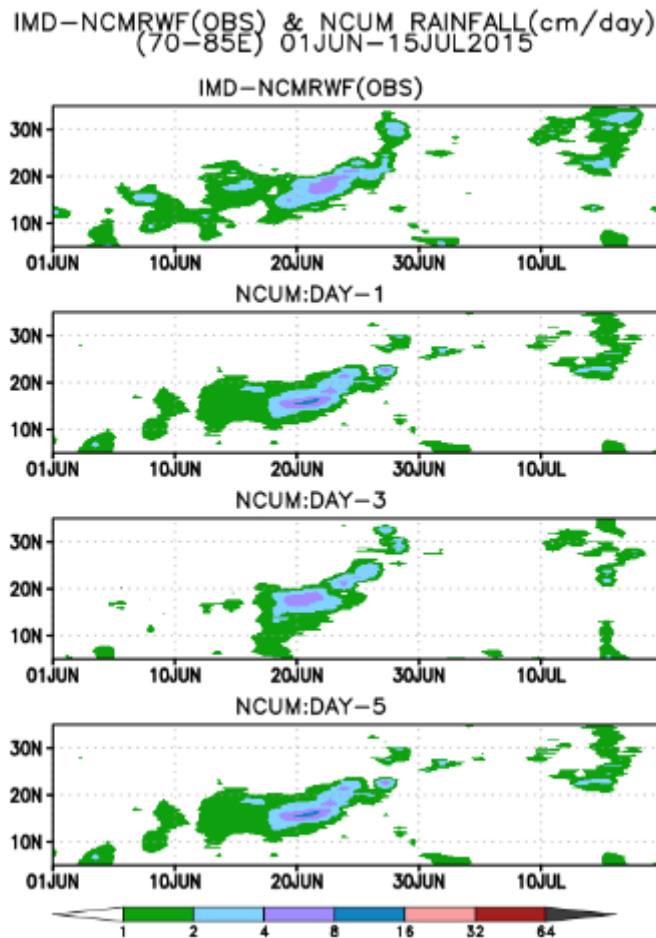 IMD-NCMRWF(OBS) & NCUM RAINFALL(cm/day)
(70-85E) 01JUN-15JUL2015
IMD-NCMRWF(OBS)
30N
20N
10N
01JUN 10JUN 20JUN 30JUN 10JUL
NCUM:DAY-1
30N
20N
10N
01JUN 10JUN 20JUN 30JUN 10JUL
NCUM:DAY-3
30N
20N
10N
01JUN 10JUN 20JUN 30JUN 10JUL
NCUM:DAY-5
30N
20N
10N
01JUN 10JUN 20JUN 30JUN 10JUL
1 2 4 8 16 32 64